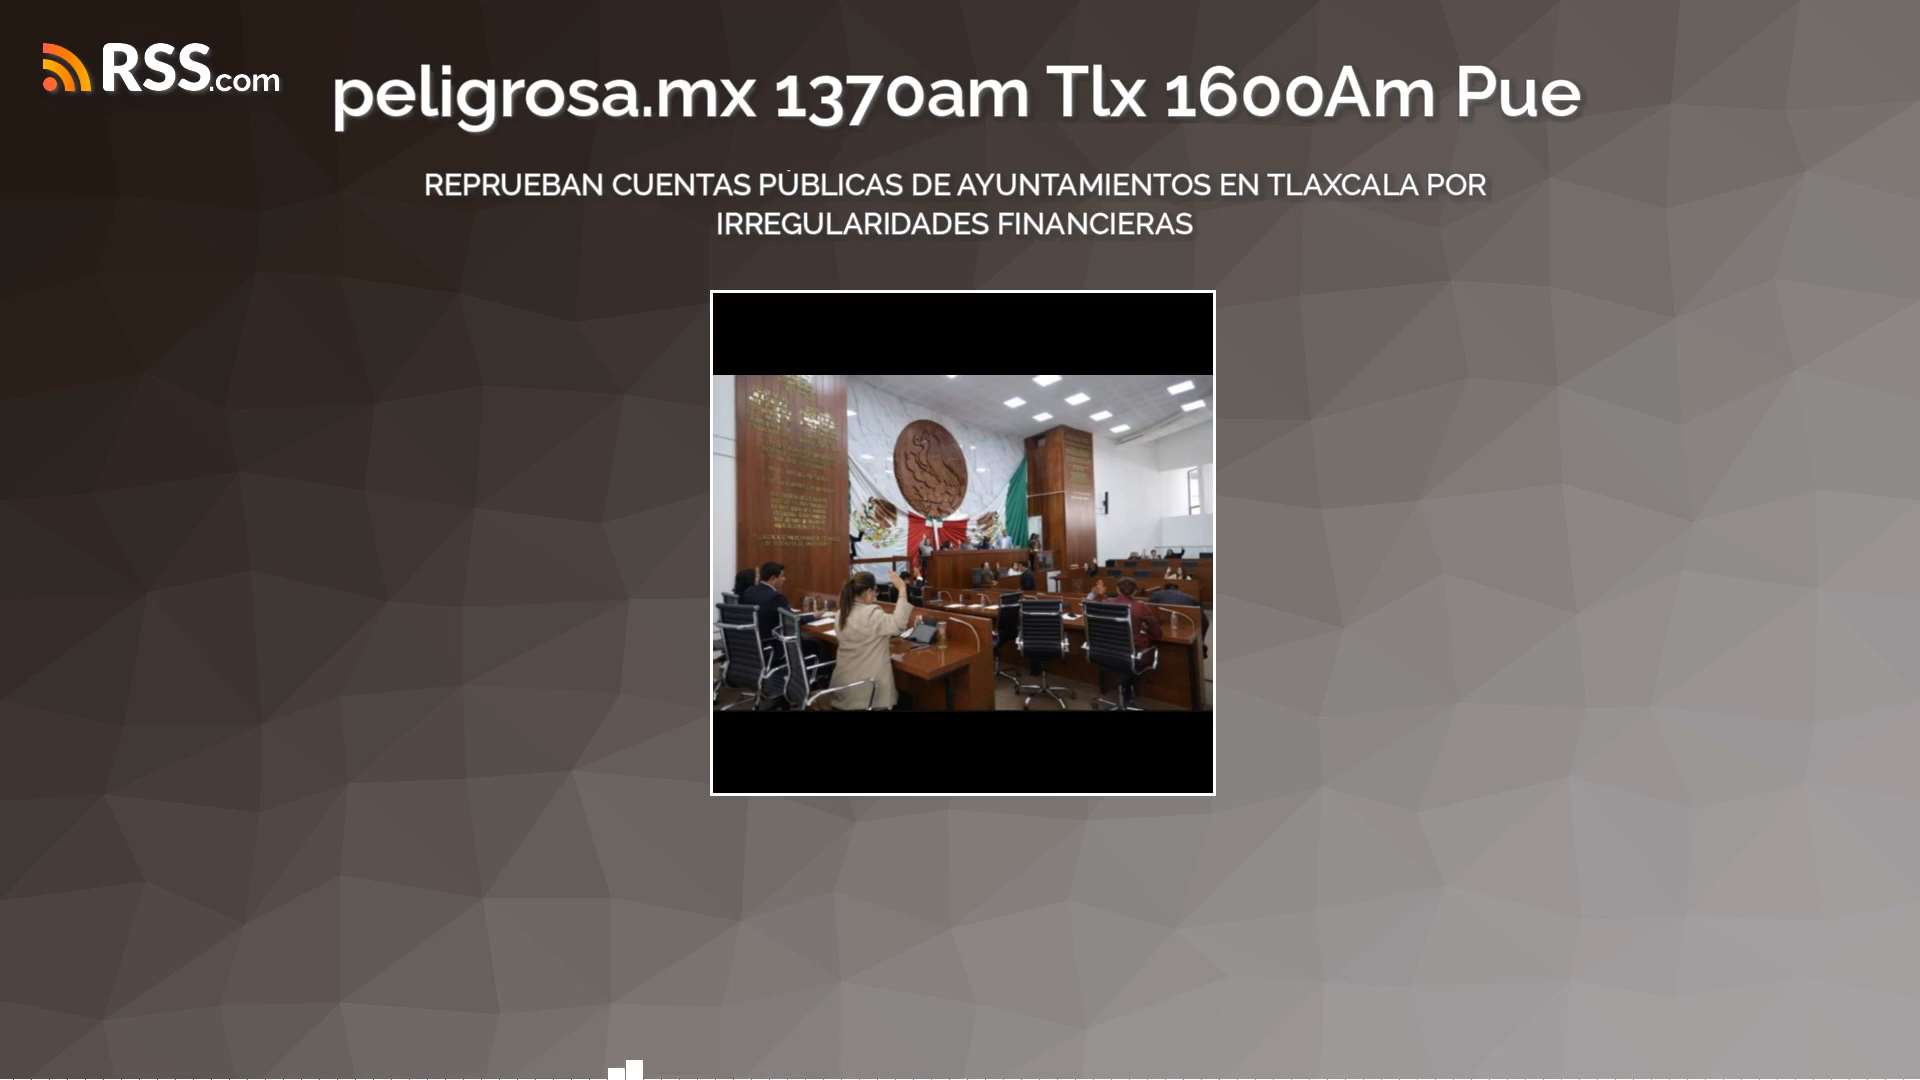 RSS.com
peligrosa.mx 1370am Tlx 1600Am Pue
REPRUEBAN CUENTAS PÚBLICAS DE AYUNTAMIENTOS EN TLAXCALA POR
IRREGULARIDADES FINANCIERAS